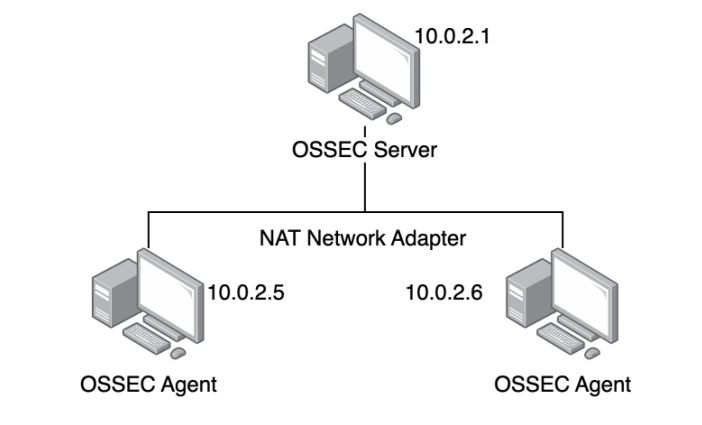 10.0.2.1
OSSEC Server
NAT Network Adapter
10.0.2.5
10.0.2.6
OSSEC Agent
OSSEC Agent